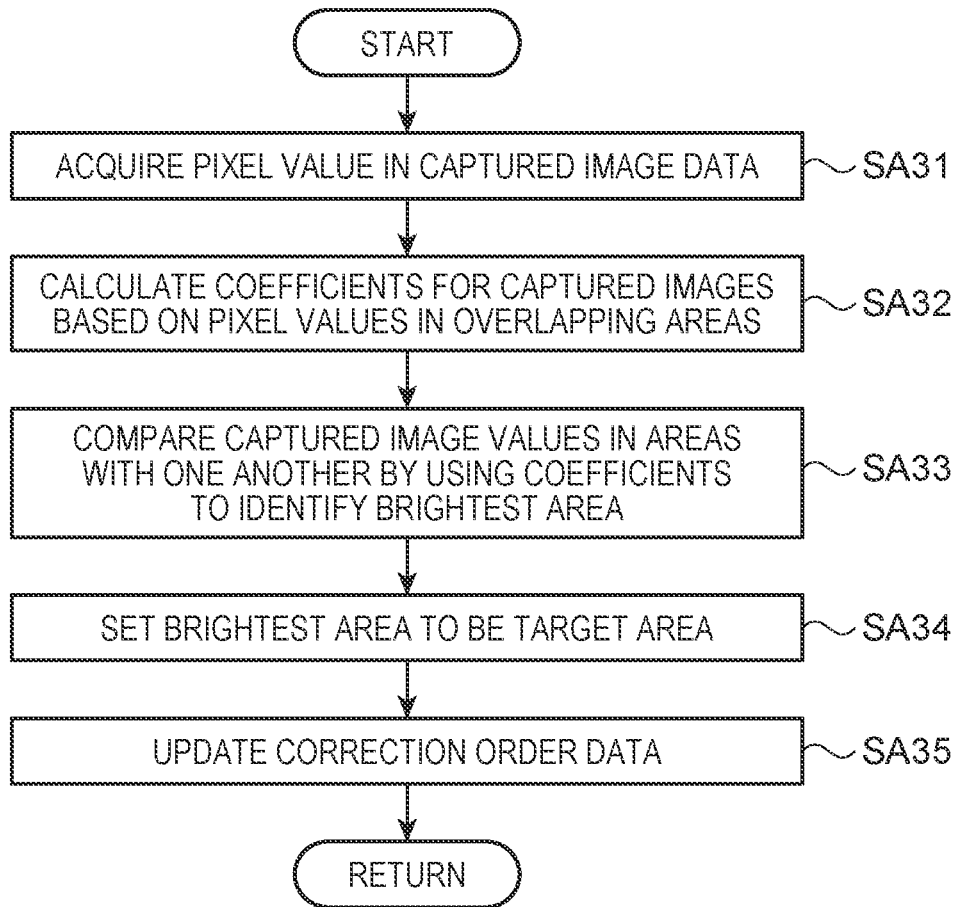 START
ACQUIRE PIXEL VALUE IN CAPTURED IMAGE DATA
SA31
CALCULATE COEFFICIENTS FOR CAPTURED IMAGES
BASED ON PIXEL VALUES IN OVERLAPPING AREAS
SA32
COMPARE CAPTURED IMAGE VALUES IN AREAS
WITH ONE ANOTHER BY USING COEFFICIENTS
TO IDENTIFY BRIGHTEST AREA
SA33
SET BRIGHTEST AREA TO BE TARGET AREA
SA34
UPDATE CORRECTION ORDER DATA
SA35
RETURN